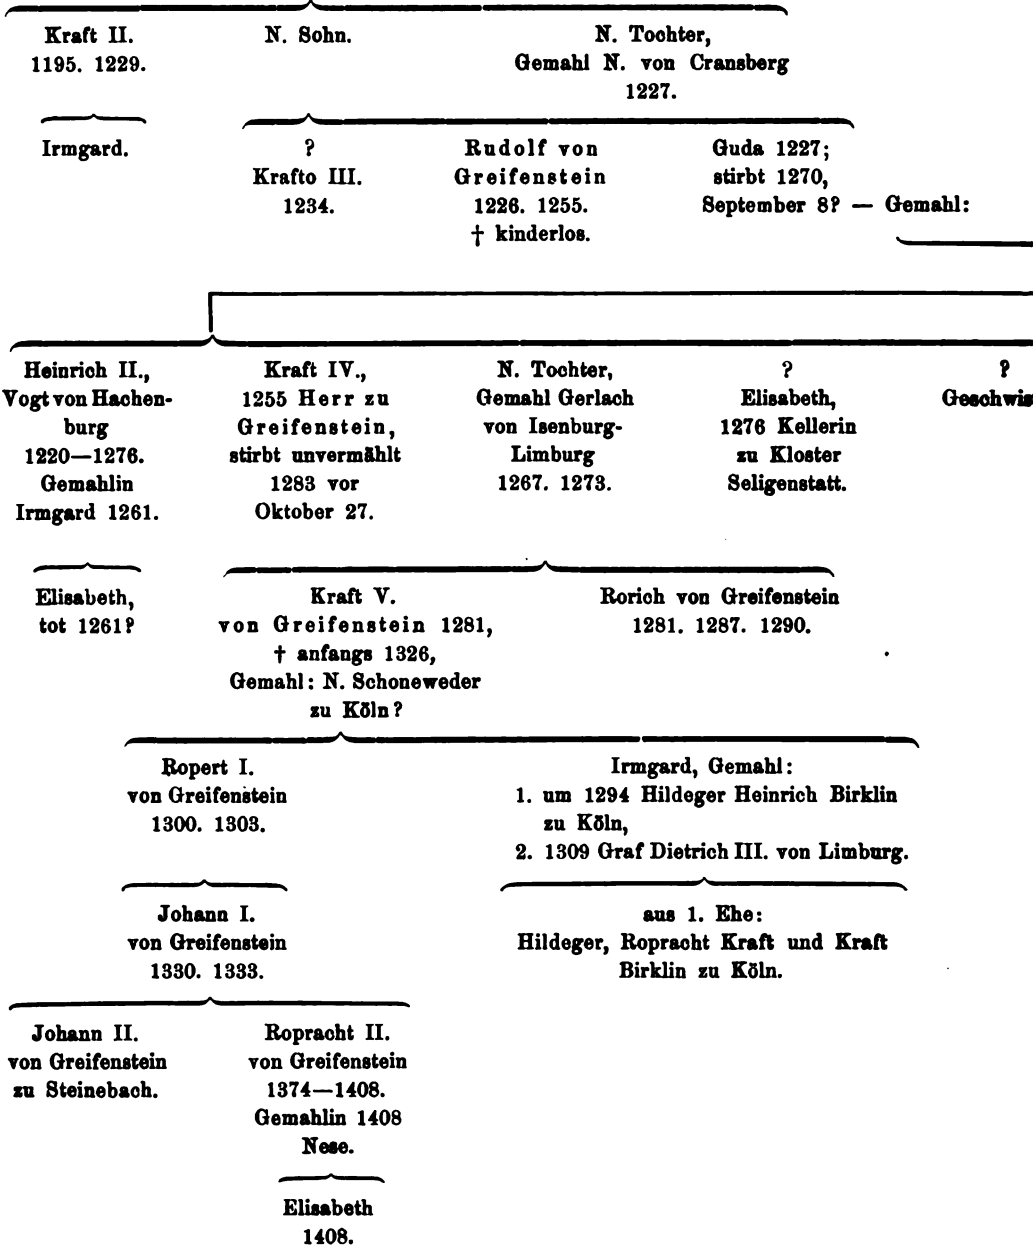 Kraft II.
1195. 1229.
N. Sohn.
N. Tochter,
Gemahl N. von Cransberg
1227.
Irmgard.
?
Krafto III.
1234.
Rudolf von
Greifenstein
1226. 1255.
† kinderlos.
Guda 1227;
stirbt 1270,
September 8? — Gemahl:
Heinrich II.,
Vogt von Hachen-
burg
1220—1276.
Gemahlin
Irmgard 1261.
Kraft IV.,
1255 Herr zu
Greifenstein,
stirbt unvermählt
1283 vor
Oktober 27.
N. Tochter,
Gemahl Gerlach
von Isenburg-
Limburg
1267. 1273.
?
Elisabeth,
1276 Kellerin
zu Kloster
Seligenstatt.
?
Geschwis
Elisabeth,
tot 1261?
Kraft V.
von Greifenstein 1281,
† anfangs 1326,
Gemahl: N. Schoneweder
zu Köln?
Rorich von Greifenstein
1281. 1287. 1290.
Ropert I.
von Greifenstein
1300. 1303.
Irmgard, Gemahl:
1. um 1294 Hildeger Heinrich Birklin
zu Köln,
2. 1309 Graf Dietrich III. von Limburg.
Johann I.
von Greifenstein
1330. 1333.
aus 1. Ehe:
Hildeger, Ropracht Kraft und Kraft
Birklin zu Köln.
Johann II.
von Greifenstein
zu Steinebach.
Ropracht II.
von Greifenstein
1374—1408.
Gemahlin 1408
Nese.
Elisabeth
1408.